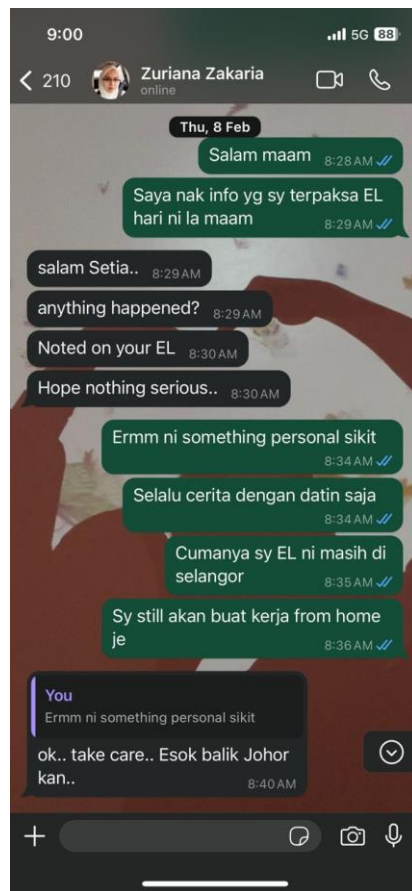 9:00
5G 88
210
Zuriana Zakaria
online
Thu, 8 Feb
Salam maam 8:28 AM
Saya nak info yg sy terpaksa EL
hari ni la maam 8:29 AM
salam Setia.. 8:29 AM
anything happened? 8:29 AM
Noted on your EL 8:30 AM
Hope nothing serious.. 8:30 AM
Ermm ni something personal sikit
8:34 AM
Selalu cerita dengan datin saja
8:34 AM
Cumanya sy EL ni masih di
selangor 8:35 AM
Sy still akan buat kerja from home
je 8:36 AM
You
Ermm ni something personal sikit
ok.. take care.. Esok balik Johor
kan.. 8:40 AM